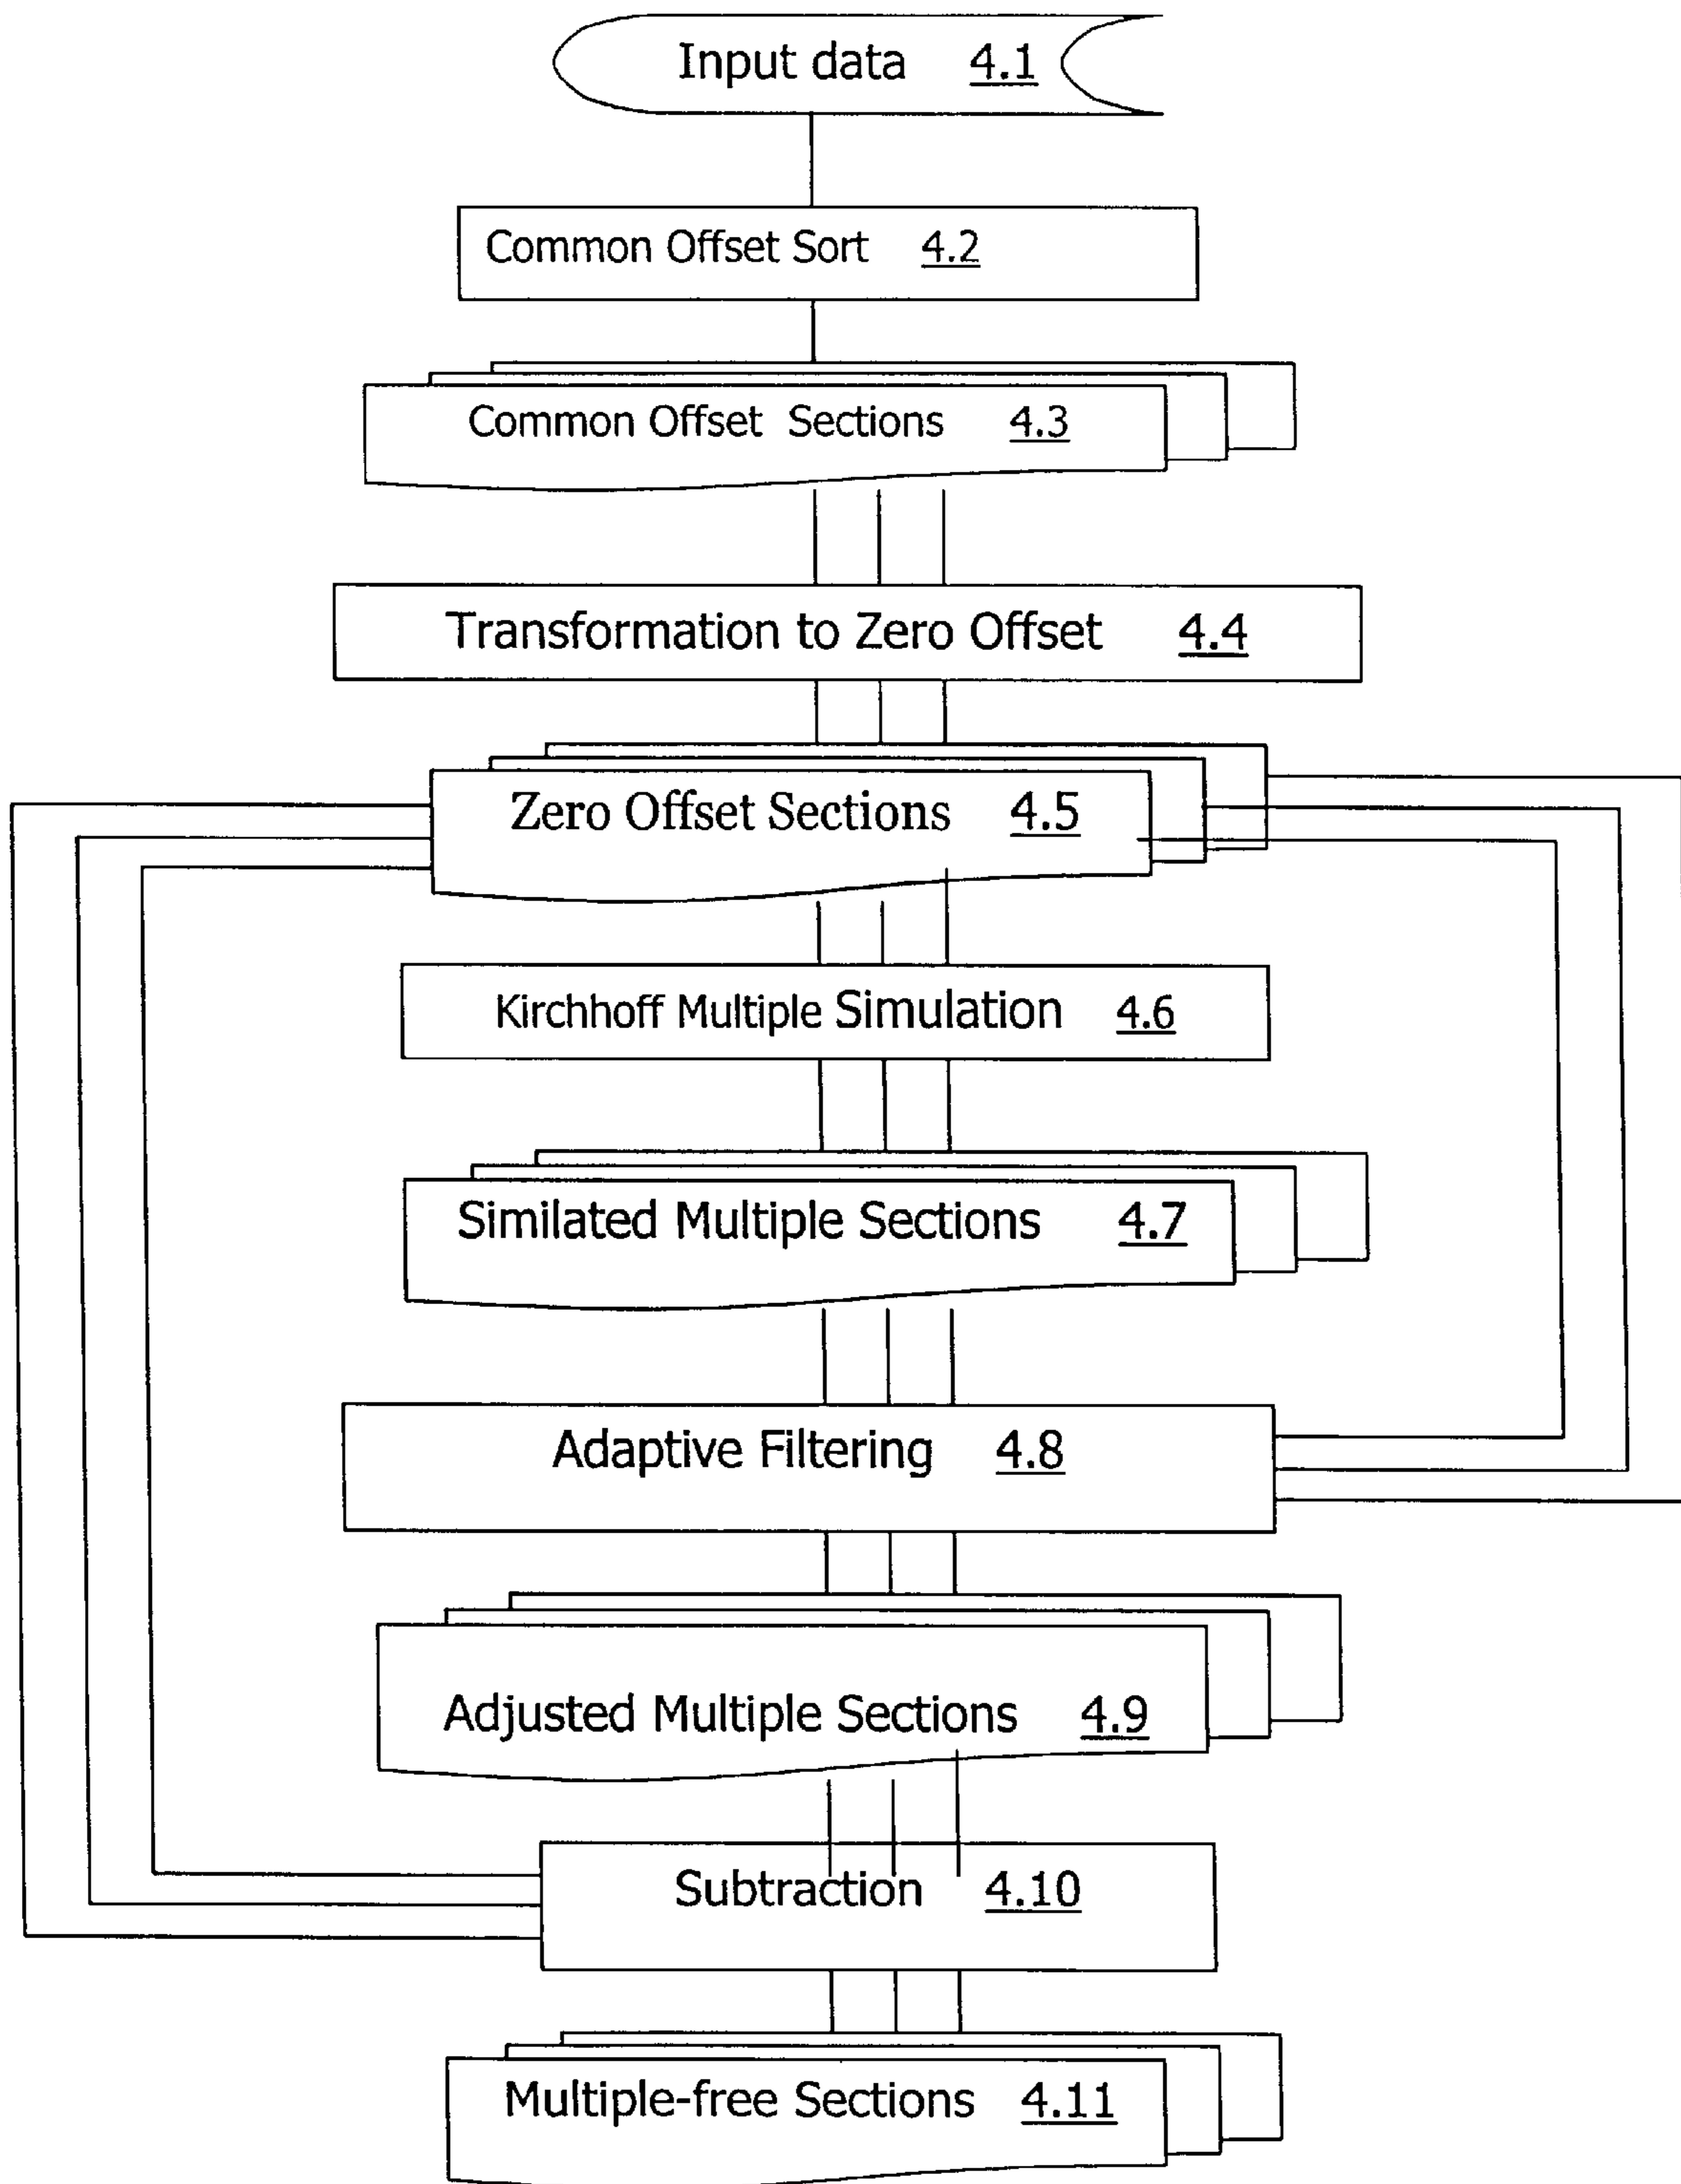 Input data 4.1
Common Offset Sort 4.2
Common Offset Sections 4.3
Transformation to Zero Offset 4.4
Zero Offset Sections 4.5
Kirchhoff Multiple Simulation 4.6
Similated Multiple Sections 4.7
Adaptive Filtering 4.8
Adjusted Multiple Sections 4.9
Subtraction 4.10
Multiple-free Sections 4.11